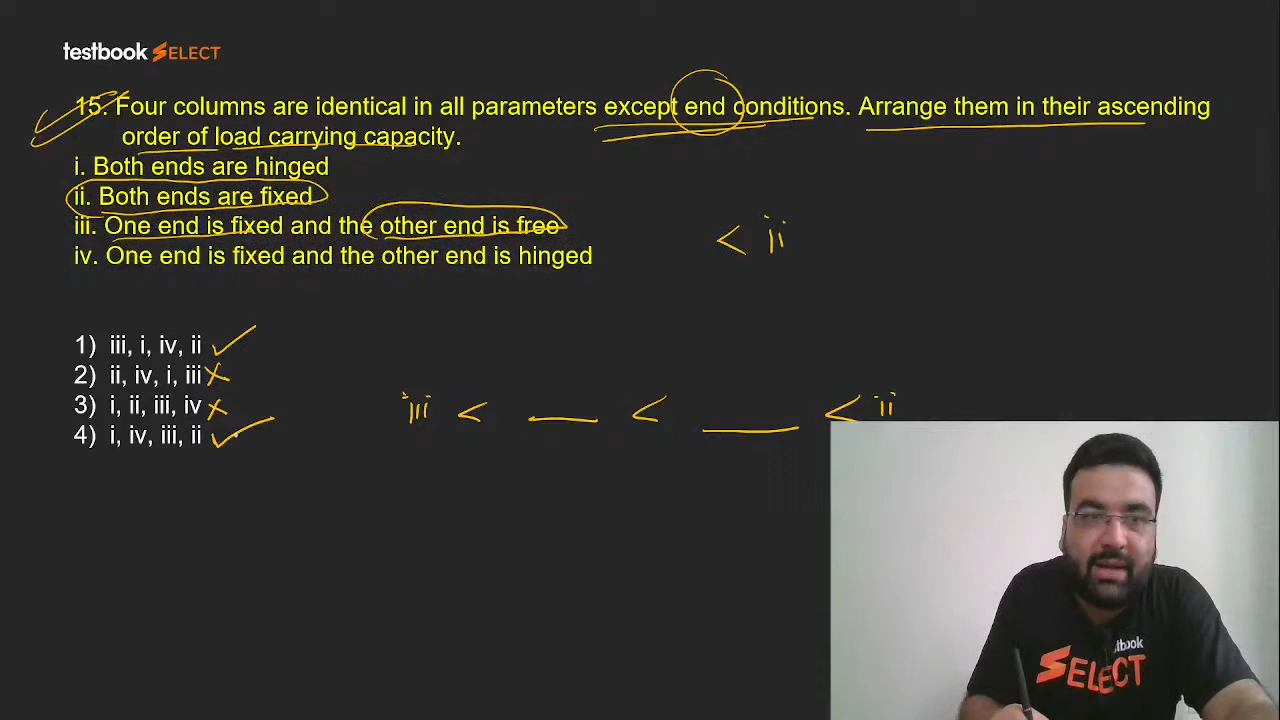 testbook SELECT
15. Four columns are identical in all parameters except end conditions. Arrange them in their ascending
order of load carrying capacity.
i. Both ends are hinged
ii. Both ends are fixed
iii. One end is fixed and the other end is free
iv. One end is fixed and the other end is hinged
< ii
1) iii, i, iv, ii
2) ii, iv, i, iii
3) i, ii, iii, iv
4) i, iv, iii, ii
iii < __ < __ < ii
testbook
SELECT